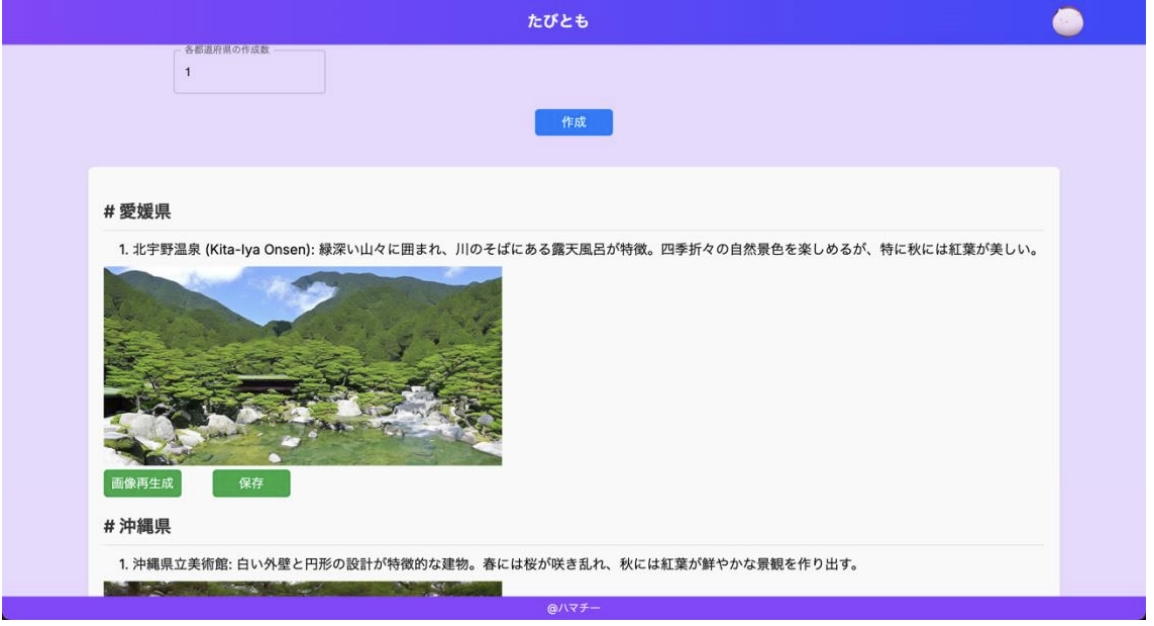 たびとも
各都道府県の作成数
1
作成
# 愛媛県
1. 北宇野温泉 (Kita-Iya Onsen): 緑深い山々に囲まれ、川のそばにある露天風呂が特徴。四季折々の自然景色を楽しめるが、特に秋には紅葉が美しい。
画像再生成
保存
# 沖縄県
1. 沖縄県立美術館: 白い外壁と円形の設計が特徴的な建物。春には桜が咲き乱れ、秋には紅葉が鮮やかな景観を作り出す。
@ハマチー